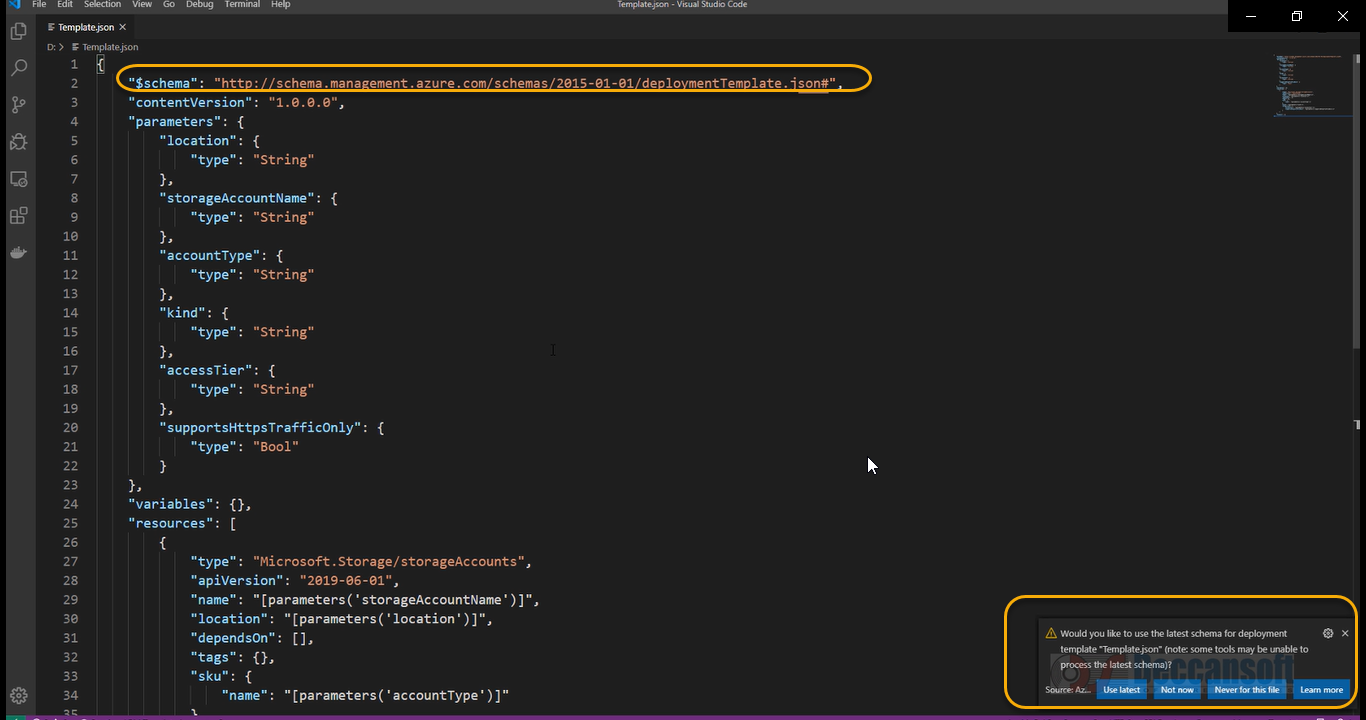 File Edit Selection View Go Debug Terminal Help
Template.json - Visual Studio Code
Template.json
D: > Template.json
1 {
2 "$schema": "http://schema.management.azure.com/schemas/2015-01-01/deploymentTemplate.json#",
3 "contentVersion": "1.0.0.0",
4 "parameters": {
5 "location": {
6 "type": "String"
7 },
8 "storageAccountName": {
9 "type": "String"
10 },
11 "accountType": {
12 "type": "String"
13 },
14 "kind": {
15 "type": "String"
16 },
17 "accessTier": {
18 "type": "String"
19 },
20 "supportsHttpsTrafficOnly": {
21 "type": "Bool"
22 }
23 },
24 "variables": {},
25 "resources": [
26 {
27 "type": "Microsoft.Storage/storageAccounts",
28 "apiVersion": "2019-06-01",
29 "name": "[parameters('storageAccountName')]",
30 "location": "[parameters('location')]",
31 "dependsOn": [],
32 "tags": {},
33 "sku": {
34 "name": "[parameters('accountType')]"
35 }
Would you like to use the latest schema for deployment
template "Template.json" (note: some tools may be unable to
process the latest schema)?
Deccansoft
Source: Az... Use latest Not now Never for this file Learn more